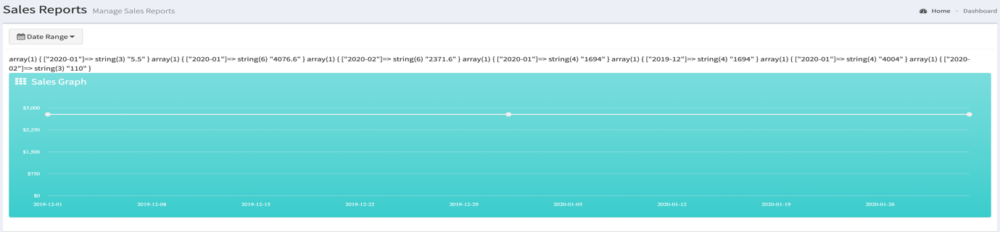 Sales Reports Manage Sales Reports
Home > Dashboard
Date Range
array(1) { ["2020-01"]=> string(3) "5.5" } array(1) { ["2020-01"]=> string(6) "4076.6" } array(1) { ["2020-02"]=> string(6) "2371.6" } array(1) { ["2020-01"]=> string(4) "1694" } array(1) { ["2019-12"]=> string(4) "1694" } array(1) { ["2020-01"]=> string(4) "4004" } array(1) { ["2020-
02"]=> string(3) "110" }
Sales Graph
$3,000
$2,250
$1,500
$750
$0
2019-12-01 2019-12-08 2019-12-15 2019-12-22 2019-12-29 2020-01-05 2020-01-12 2020-01-19 2020-01-26